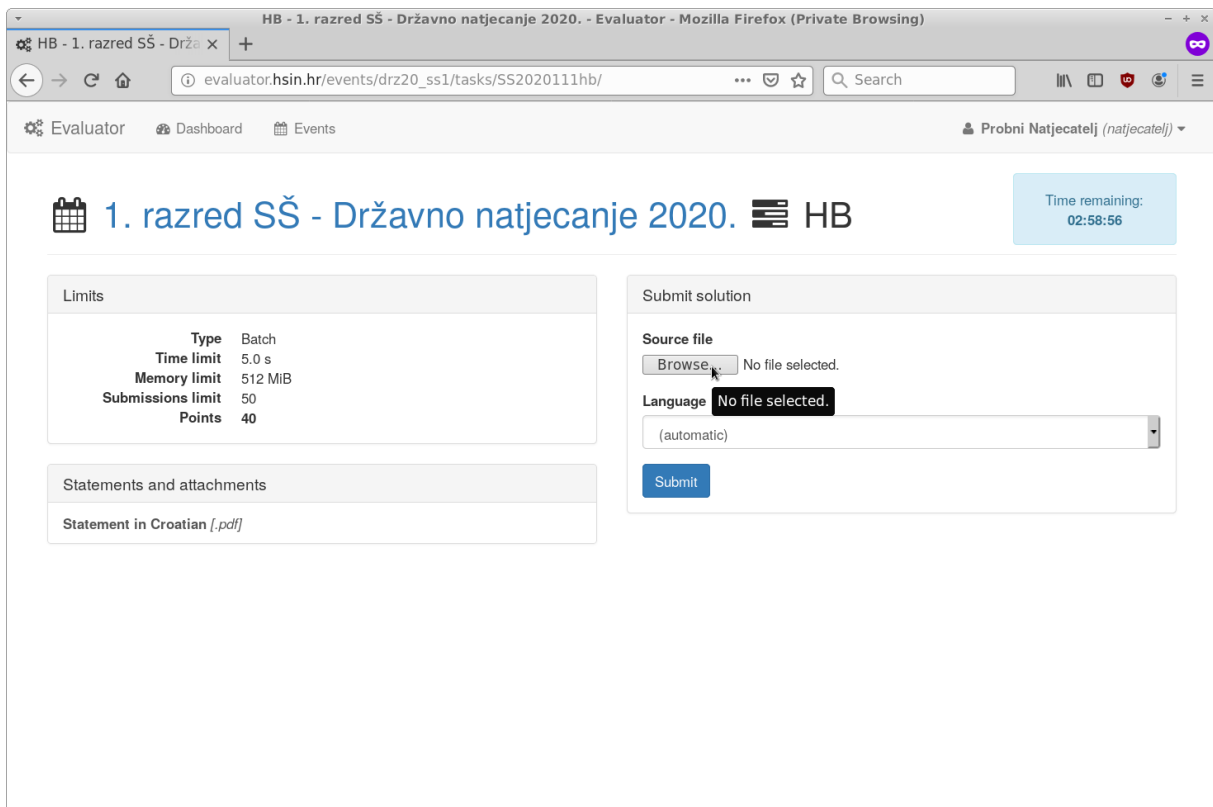 HB - 1. razred SŠ - Državno natjecanje 2020. - Evaluator - Mozilla Firefox (Private Browsing)
HB - 1. razred SŠ - Drža
evaluator.hsin.hr/events/drz20_ss1/tasks/SS2020111hb/
Search
Evaluator Dashboard Events Probni Natjecatelj (natjecatelj)
1. razred SŠ - Državno natjecanje 2020. HB
Time remaining:
02:58:56
Limits
Type Batch
Time limit 5.0 s
Memory limit 512 MiB
Submissions limit 50
Points 40
Statements and attachments
Statement in Croatian [.pdf]
Submit solution
Source file
Browse... No file selected.
Language No file selected.
(automatic)
Submit